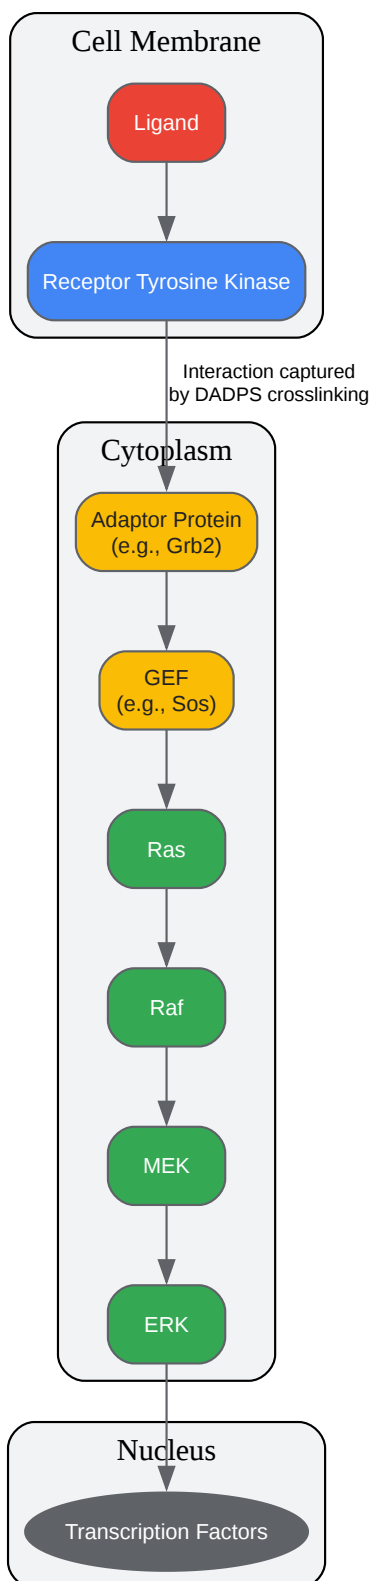 Cell Membrane
Ligand
Receptor Tyrosine Kinase
Interaction captured
by DADPS crosslinking
Cytoplasm
Adaptor Protein
(e.g., Grb2)
GEF
(e.g., Sos)
Ras
Raf
MEK
ERK
Nucleus
Transcription Factors